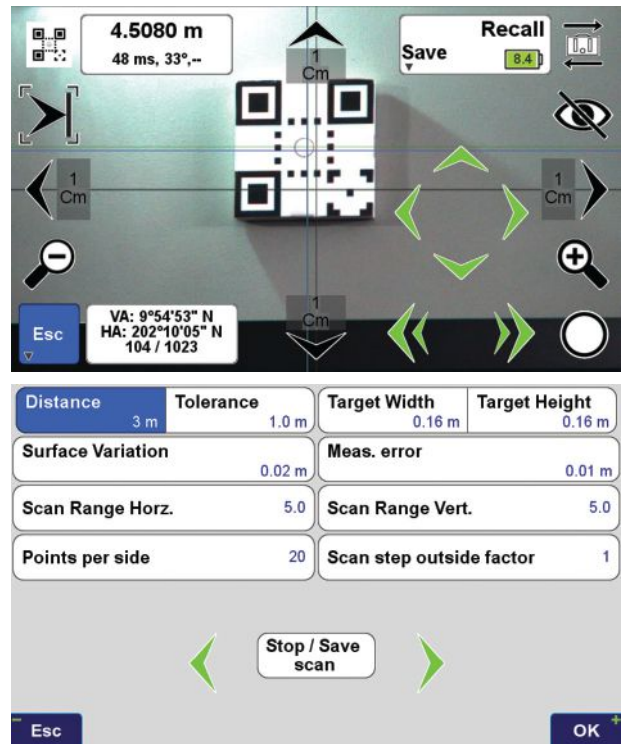 4.5080 m
48 ms, 33°,--
Recall
Save
8.4
1
Cm
1
Cm
1
Cm
1
Cm
Esc
VA: 9°54'53" N
HA: 202°10'05" N
104 / 1023
Distance
3 m
Tolerance
1.0 m
Target Width
0.16 m
Target Height
0.16 m
Surface Variation
0.02 m
Meas. error
0.01 m
Scan Range Horz. 5.0
Scan Range Vert. 5.0
Points per side 20
Scan step outside factor 1
Stop / Save
scan
Esc
OK